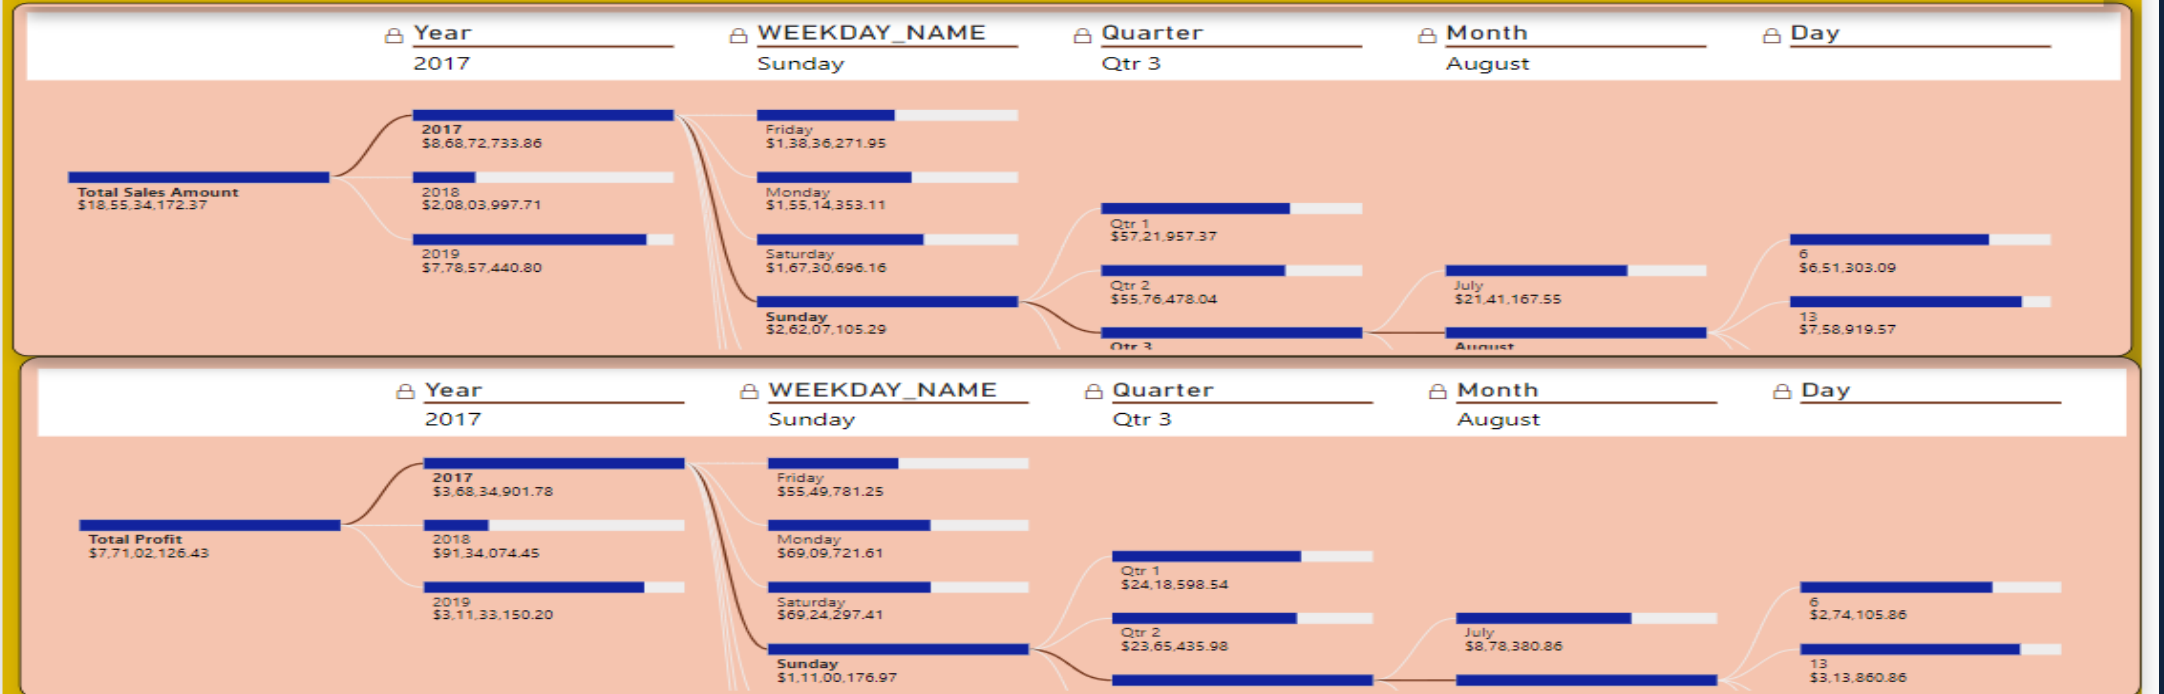 Year WEEKDAY_NAME Quarter Month Day
2017 Sunday Qtr 3 August
Total Sales Amount
$18,55,34,172.37
2017
$8,68,72,733.86
2018
$2,08,03,997.71
2019
$7,78,57,440.80
Friday
$1,38,36,271.95
Monday
$1,55,14,353.11
Saturday
$1,67,30,696.16
Sunday
$2,62,07,105.29
Qtr 1
$57,21,957.37
Qtr 2
$55,76,478.04
Qtr 3
July
$21,41,167.55
August
6
$6,51,303.09
13
$7,58,919.57
Year WEEKDAY_NAME Quarter Month Day
2017 Sunday Qtr 3 August
Total Profit
$7,71,02,126.43
2017
$3,68,34,901.78
2018
$91,34,074.45
2019
$3,11,33,150.20
Friday
$55,49,781.25
Monday
$69,09,721.61
Saturday
$69,24,297.41
Sunday
$1,11,00,176.97
Qtr 1
$24,18,598.54
Qtr 2
$23,65,435.98
July
$8,78,380.86
6
$2,74,105.86
13
$3,13,860.86